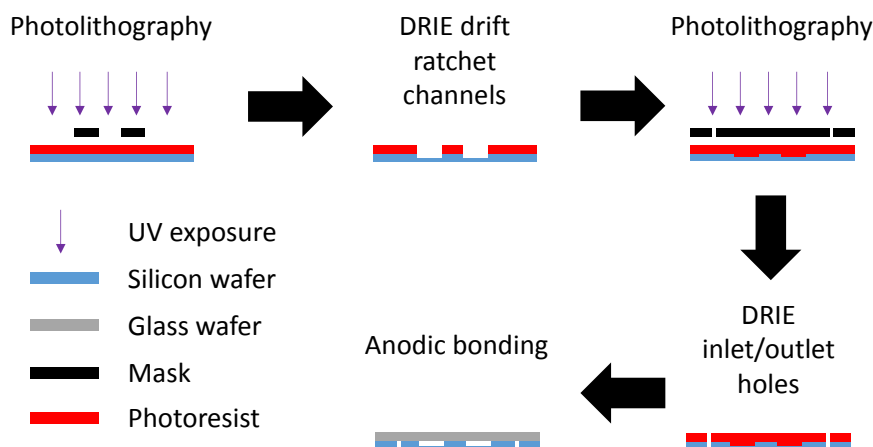 Photolithography
DRIE drift
ratchet
channels
Photolithography
UV exposure
Silicon wafer
Glass wafer
Mask
Photoresist
DRIE
inlet/outlet
holes
Anodic bonding